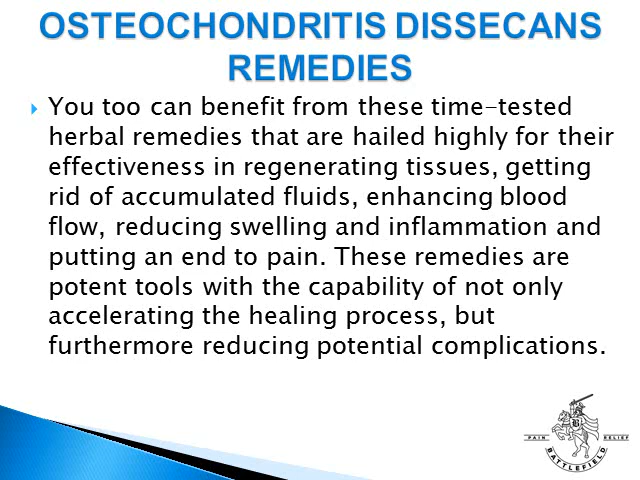 OSTEOCHONDRITIS DISSECANS
REMEDIES
You too can benefit from these time-tested
herbal remedies that are hailed highly for their
effectiveness in regenerating tissues, getting
rid of accumulated fluids, enhancing blood
flow, reducing swelling and inflammation and
putting an end to pain. These remedies are
potent tools with the capability of not only
accelerating the healing process, but
furthermore reducing potential complications.
B
PAIN RELIEF
BATTLEFIELD